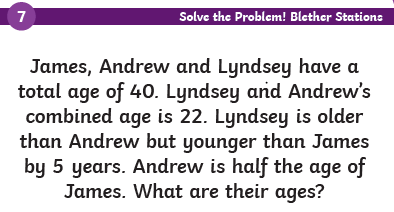 7
Solve the Problem! Blether Stations
James, Andrew and Lyndsey have a
total age of 40. Lyndsey and Andrew's
combined age is 22. Lyndsey is older
than Andrew but younger than James
by 5 years. Andrew is half the age of
James. What are their ages?